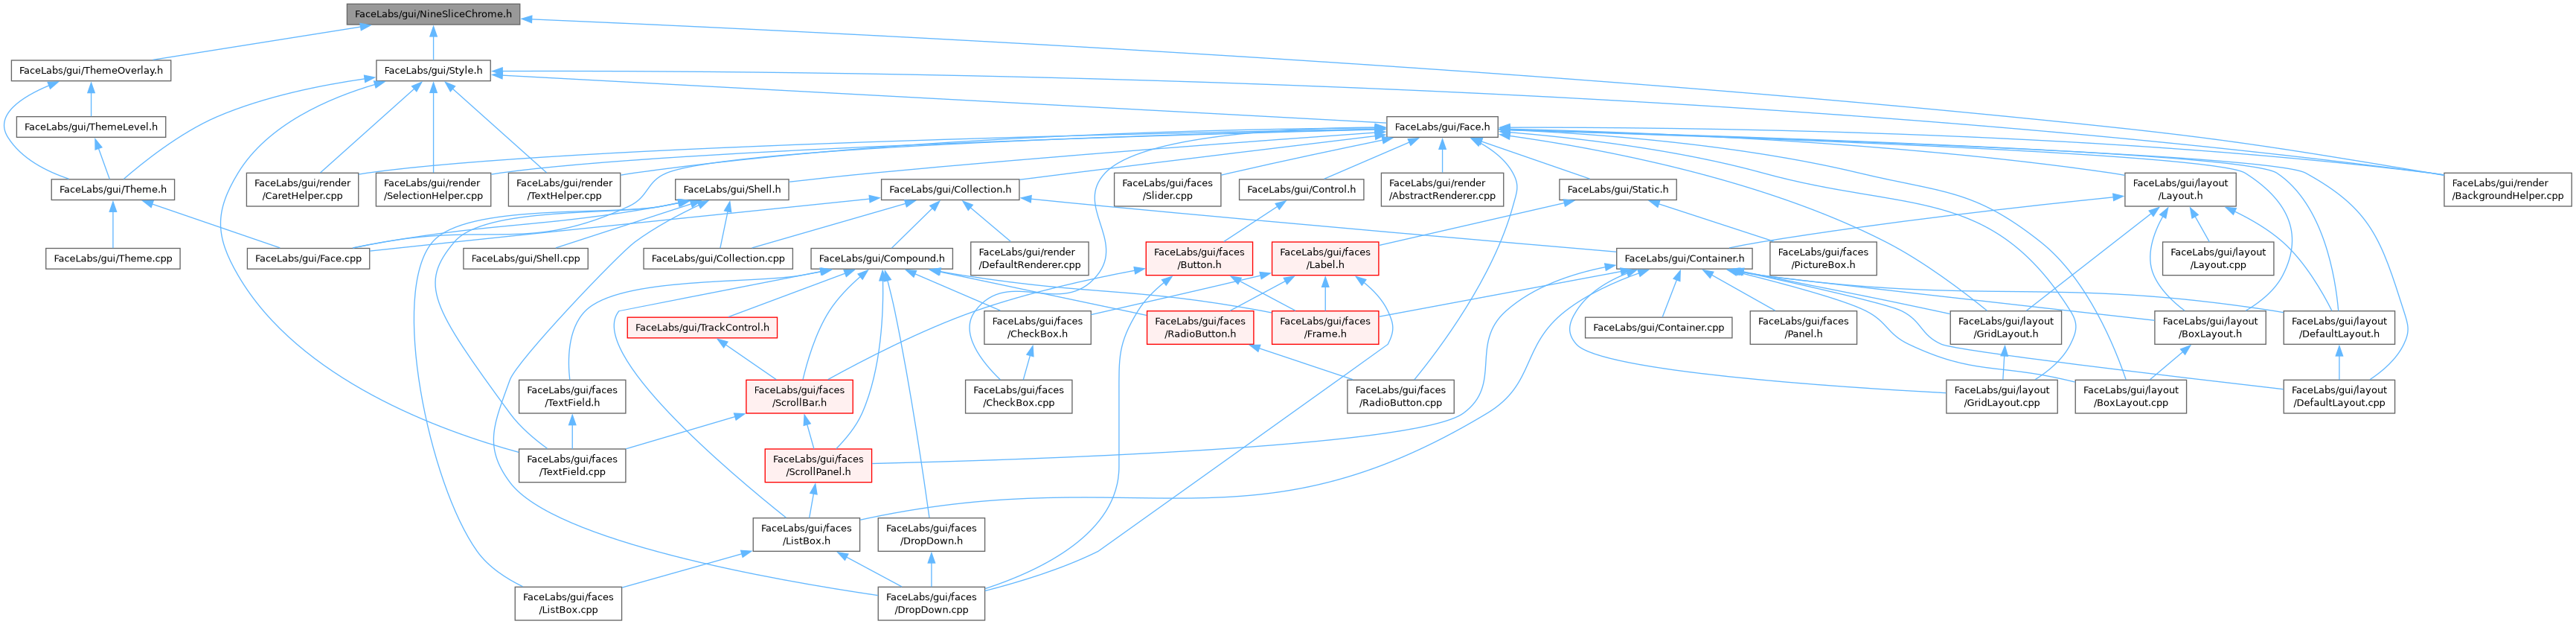 FaceLabs/gui/NineSliceChrome.h
FaceLabs/gui/ThemeOverlay.h
FaceLabs/gui/Style.h
FaceLabs/gui/ThemeLevel.h
FaceLabs/gui/Face.h
FaceLabs/gui/Theme.h
FaceLabs/gui/render
/CaretHelper.cpp
FaceLabs/gui/render
/SelectionHelper.cpp
FaceLabs/gui/render
/TextHelper.cpp
FaceLabs/gui/Shell.h
FaceLabs/gui/Collection.h
FaceLabs/gui/faces
/Slider.cpp
FaceLabs/gui/Control.h
FaceLabs/gui/render
/AbstractRenderer.cpp
FaceLabs/gui/Static.h
FaceLabs/gui/layout
/Layout.h
FaceLabs/gui/render
/BackgroundHelper.cpp
FaceLabs/gui/Theme.cpp
FaceLabs/gui/Face.cpp
FaceLabs/gui/Shell.cpp
FaceLabs/gui/Collection.cpp
FaceLabs/gui/Compound.h
FaceLabs/gui/render
/DefaultRenderer.cpp
FaceLabs/gui/faces
/Button.h
FaceLabs/gui/faces
/Label.h
FaceLabs/gui/Container.h
FaceLabs/gui/faces
/PictureBox.h
FaceLabs/gui/layout
/Layout.cpp
FaceLabs/gui/TrackControl.h
FaceLabs/gui/faces
/CheckBox.h
FaceLabs/gui/faces
/RadioButton.h
FaceLabs/gui/faces
/Frame.h
FaceLabs/gui/Container.cpp
FaceLabs/gui/faces
/Panel.h
FaceLabs/gui/layout
/GridLayout.h
FaceLabs/gui/layout
/BoxLayout.h
FaceLabs/gui/layout
/DefaultLayout.h
FaceLabs/gui/faces
/TextField.h
FaceLabs/gui/faces
/ScrollBar.h
FaceLabs/gui/faces
/CheckBox.cpp
FaceLabs/gui/faces
/RadioButton.cpp
FaceLabs/gui/layout
/GridLayout.cpp
FaceLabs/gui/layout
/BoxLayout.cpp
FaceLabs/gui/layout
/DefaultLayout.cpp
FaceLabs/gui/faces
/TextField.cpp
FaceLabs/gui/faces
/ScrollPanel.h
FaceLabs/gui/faces
/ListBox.h
FaceLabs/gui/faces
/DropDown.h
FaceLabs/gui/faces
/ListBox.cpp
FaceLabs/gui/faces
/DropDown.cpp